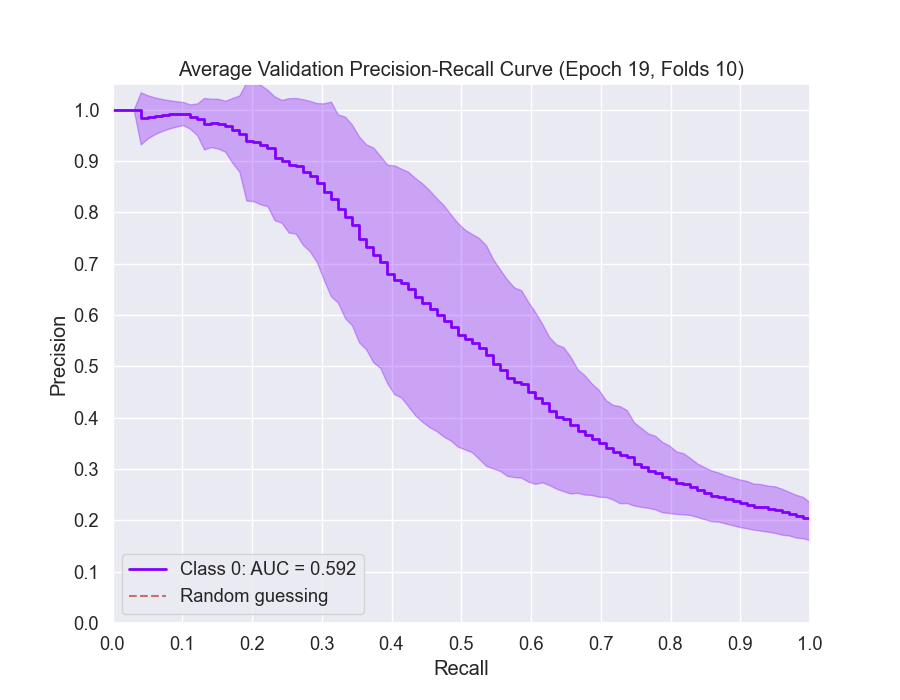 Average Validation Precision-Recall Curve (Epoch 19, Folds 10)
Precision
1.0
0.9
0.8
0.7
0.6
0.5
0.4
0.3
0.2
0.1
0.0
Class 0: AUC = 0.592
Random guessing
0.0 0.1 0.2 0.3 0.4 0.5 0.6 0.7 0.8 0.9 1.0
Recall